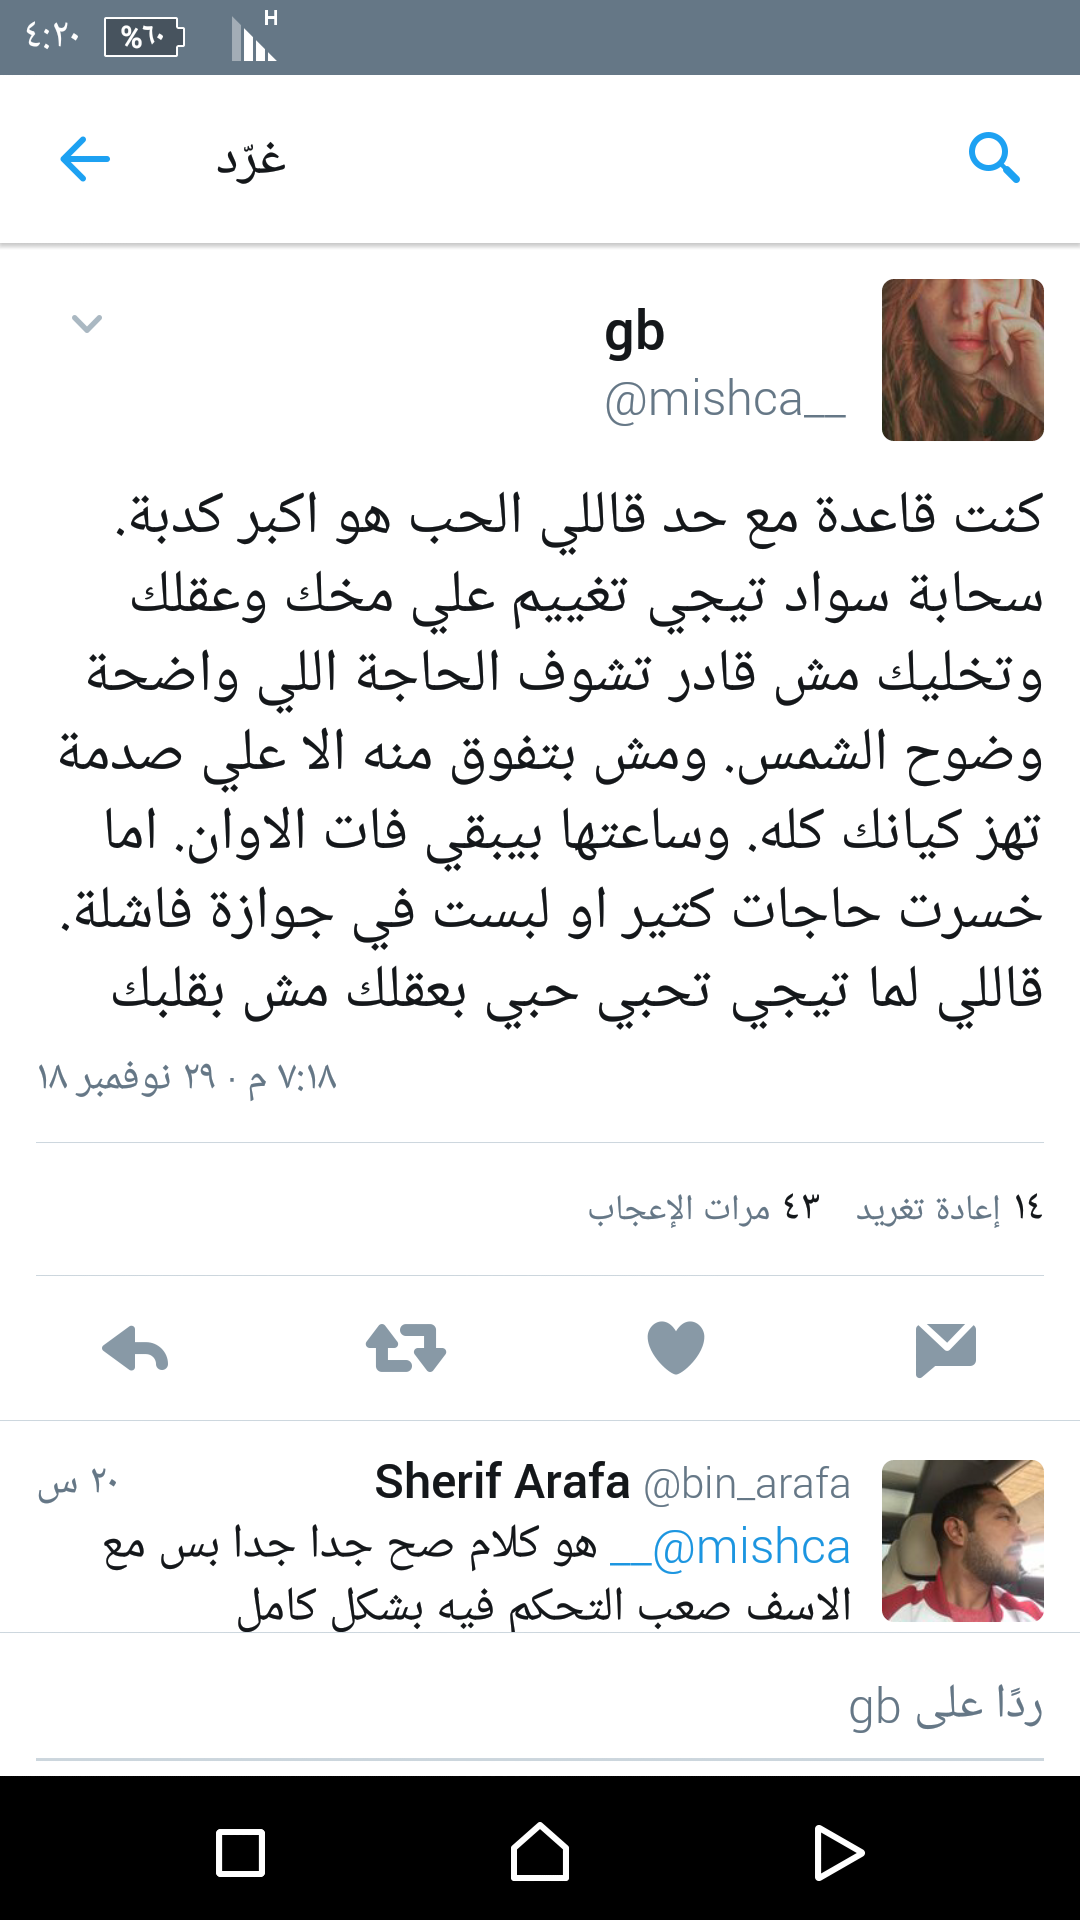 ٤:٢٠ %٦٠ H
غرّد
gb
@mishca__
كنت قاعدة مع حد قاللي الحب هو اكبر كدبة.
سحابة سواد تيجي تغييم علي مخك وعقلك
وتخليك مش قادر تشوف الحاجة اللي واضحة
وضوح الشمس. ومش بتفوق منه الا علي صدمة
تهز كيانك كله. وساعتها بيبقي فات الاوان. اما
خسرت حاجات كتير او لبست في جوازة فاشلة.
قاللي لما تيجي تحبي حبي بعقلك مش بقلبك
٧:١٨ م · ٢٩ نوفمبر ١٨
١٤ إعادة تغريد ٤٣ مرات الإعجاب
Sherif Arafa @bin_arafa ٢٠ س
@mishca__ هو كلام صح جدا جدا بس مع
الاسف صعب التحكم فيه بشكل كامل
ردًا على gb